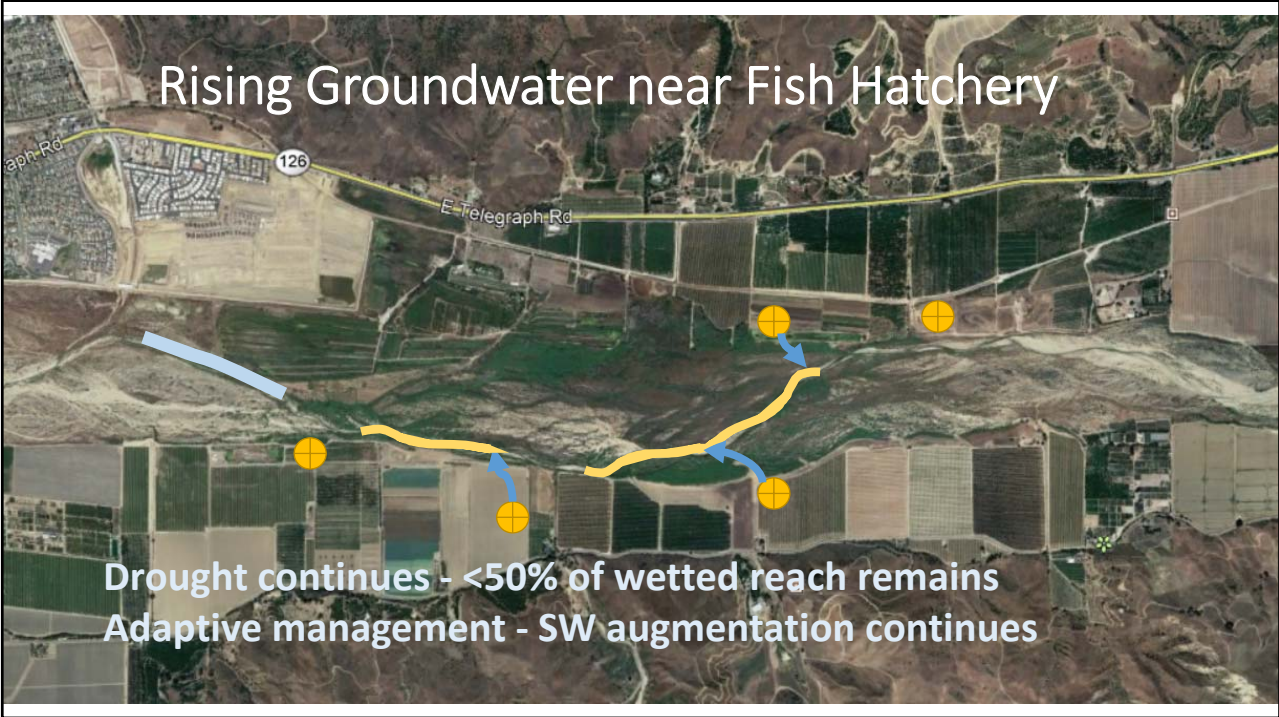 Rising Groundwater near Fish Hatchery
aph Rd
126
E Telegraph Rd
Drought continues - <50% of wetted reach remains
Adaptive management - SW augmentation continues